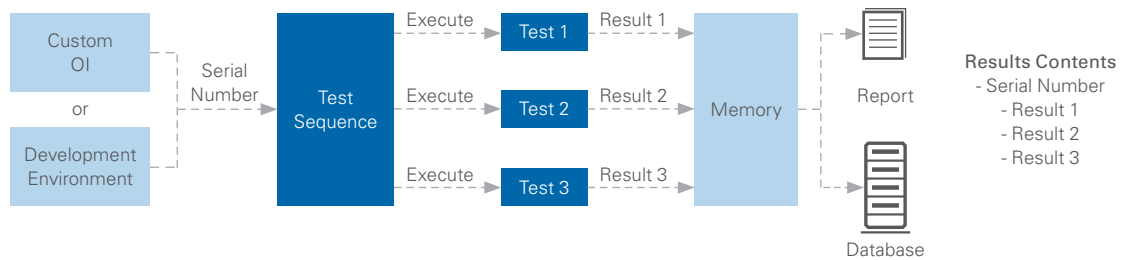 Custom
OI
or
Development
Environment
Serial
Number
Test
Sequence
Execute
Test 1
Result 1
Execute
Test 2
Result 2
Execute
Test 3
Result 3
Memory
Report
Database
Results Contents
- Serial Number
- Result 1
- Result 2
- Result 3